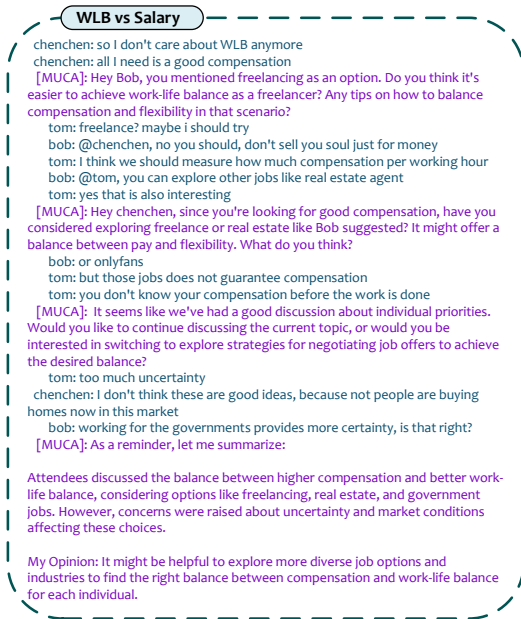 WLB vs Salary
chenchen: so I don't care about WLB anymore
chenchen: all I need is a good compensation
[MUCA]: Hey Bob, you mentioned freelancing as an option. Do you think it's
easier to achieve work-life balance as a freelancer? Any tips on how to balance
compensation and flexibility in that scenario?
tom: freelance? maybe i should try
bob: @chenchen, no you should, don't sell you soul just for money
tom: I think we should measure how much compensation per working hour
bob: @tom, you can explore other jobs like real estate agent
tom: yes that is also interesting
[MUCA]: Hey chenchen, since you're looking for good compensation, have you
considered exploring freelance or real estate like Bob suggested? It might offer a
balance between pay and flexibility. What do you think?
bob: or onlyfans
tom: but those jobs does not guarantee compensation
tom: you don't know your compensation before the work is done
[MUCA]: It seems like we've had a good discussion about individual priorities.
Would you like to continue discussing the current topic, or would you be
interested in switching to explore strategies for negotiating job offers to achieve
the desired balance?
tom: too much uncertainty
chenchen: I don't think these are good ideas, because not people are buying
homes now in this market
bob: working for the governments provides more certainty, is that right?
[MUCA]: As a reminder, let me summarize:
Attendees discussed the balance between higher compensation and better work-
life balance, considering options like freelancing, real estate, and government
jobs. However, concerns were raised about uncertainty and market conditions
affecting these choices.
My Opinion: It might be helpful to explore more diverse job options and
industries to find the right balance between compensation and work-life balance
for each individual.